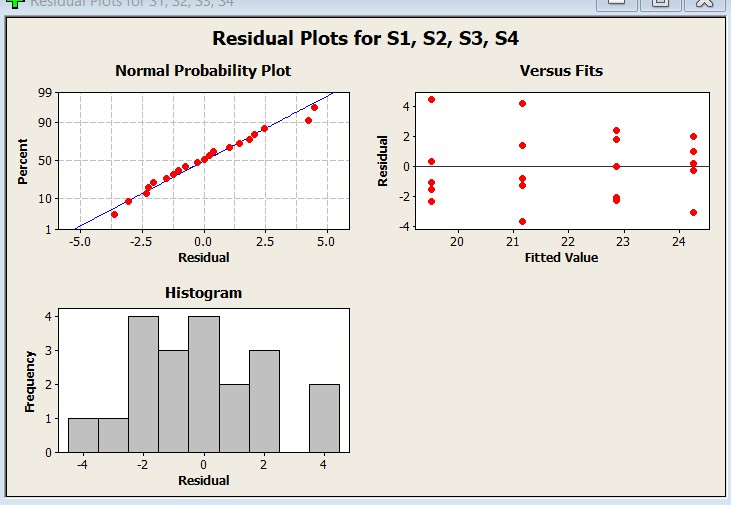 Residual Plots for S1, S2, S3, S4
Residual Plots for S1, S2, S3, S4
Normal Probability Plot
99
90
50
10
1
Percent
-5.0 -2.5 0.0 2.5 5.0
Residual
Versus Fits
4
2
0
-2
-4
Residual
20 21 22 23 24
Fitted Value
Histogram
4
3
2
1
0
Frequency
-4 -2 0 2 4
Residual